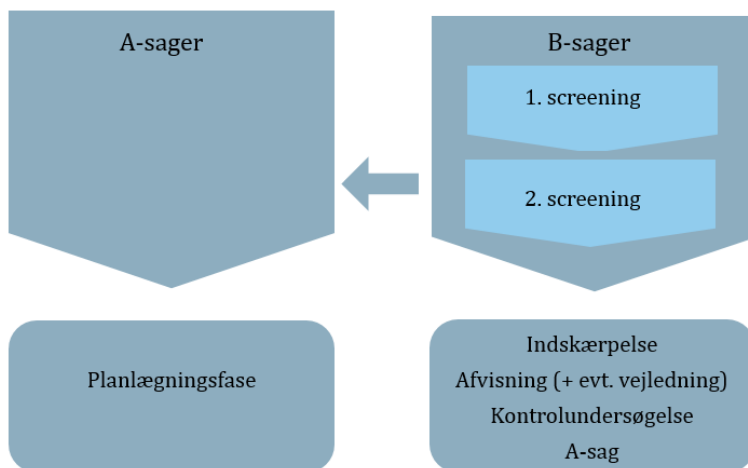 A-sager
Planlægningsfase
B-sager
1. screening
2. screening
Indskærpelse
Afvisning (+ evt. vejledning)
Kontrolundersøgelse
A-sag